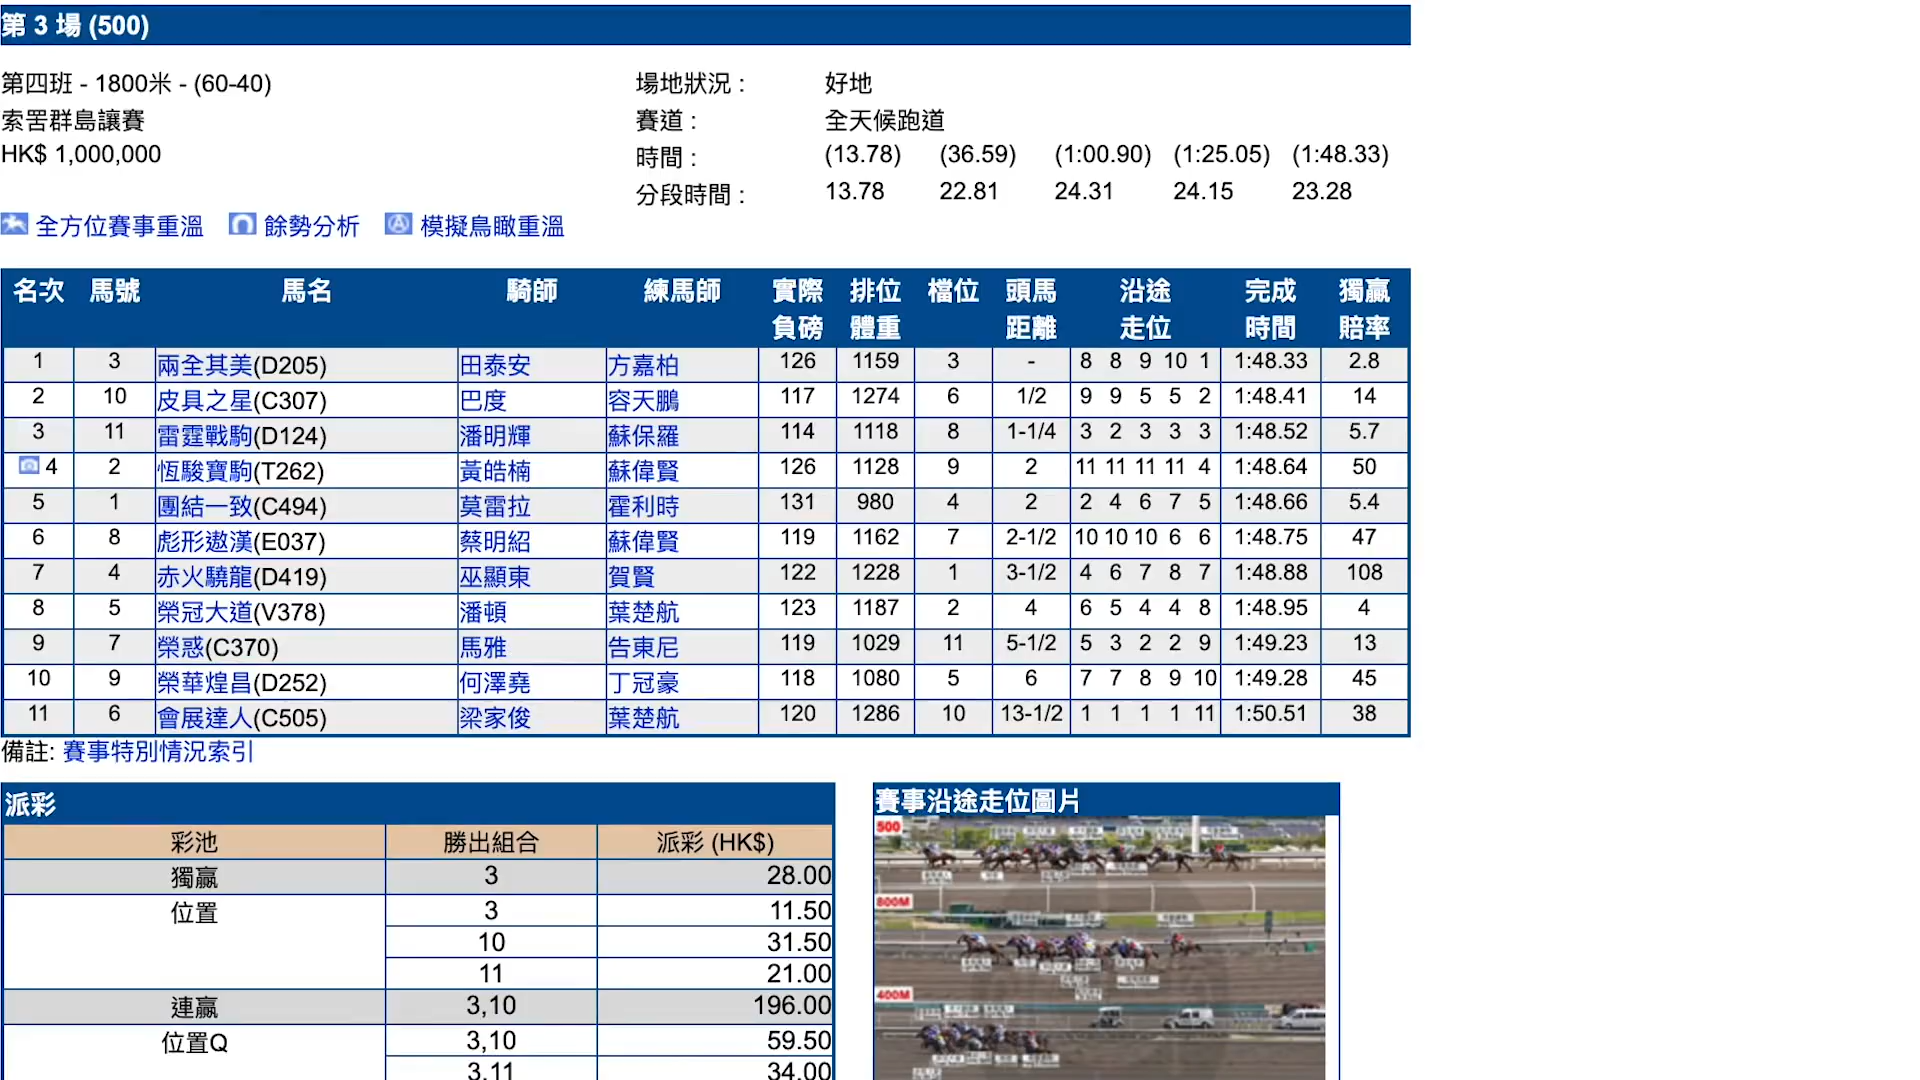 第 3 場 (500)
第四班 - 1800米 - (60-40) 場地狀況 : 好地
索罟群島讓賽 賽道 : 全天候跑道
HK$ 1,000,000 時間 : (13.78) (36.59) (1:00.90) (1:25.05) (1:48.33)
分段時間 : 13.78 22.81 24.31 24.15 23.28
全方位賽事重溫 餘勢分析 模擬鳥瞰重溫
名次 馬號 馬名 騎師 練馬師 實際負磅 排位體重 檔位 頭馬距離 沿途走位 完成時間 獨贏賠率
1 3 兩全其美(D205) 田泰安 方嘉柏 126 1159 3 - 8 8 9 10 1 1:48.33 2.8
2 10 皮具之星(C307) 巴度 容天鵬 117 1274 6 1/2 9 9 5 5 2 1:48.41 14
3 11 雷霆戰駒(D124) 潘明輝 蘇保羅 114 1118 8 1-1/4 3 2 3 3 3 1:48.52 5.7
4 2 恆駿寶駒(T262) 黃皓楠 蘇偉賢 126 1128 9 2 11 11 11 11 4 1:48.64 50
5 1 團結一致(C494) 莫雷拉 霍利時 131 980 4 2 2 4 6 7 5 1:48.66 5.4
6 8 彪形遨漢(E037) 蔡明紹 蘇偉賢 119 1162 7 2-1/2 10 10 10 6 6 1:48.75 47
7 4 赤火驍龍(D419) 巫顯東 賀賢 122 1228 1 3-1/2 4 6 7 8 7 1:48.88 108
8 5 榮冠大道(V378) 潘頓 葉楚航 123 1187 2 4 6 5 4 4 8 1:48.95 4
9 7 榮惑(C370) 馬雅 告東尼 119 1029 11 5-1/2 5 3 2 2 9 1:49.23 13
10 9 榮華煌昌(D252) 何澤堯 丁冠豪 118 1080 5 6 7 7 8 9 10 1:49.28 45
11 6 會展達人(C505) 梁家俊 葉楚航 120 1286 10 13-1/2 1 1 1 1 11 1:50.51 38
備註: 賽事特別情況索引
派彩
彩池 勝出組合 派彩 (HK$)
獨贏 3 28.00
位置 3 11.50
10 31.50
11 21.00
連贏 3,10 196.00
位置Q 3,10 59.50
3,11 34.00
賽事沿途走位圖片
500
800M
400M